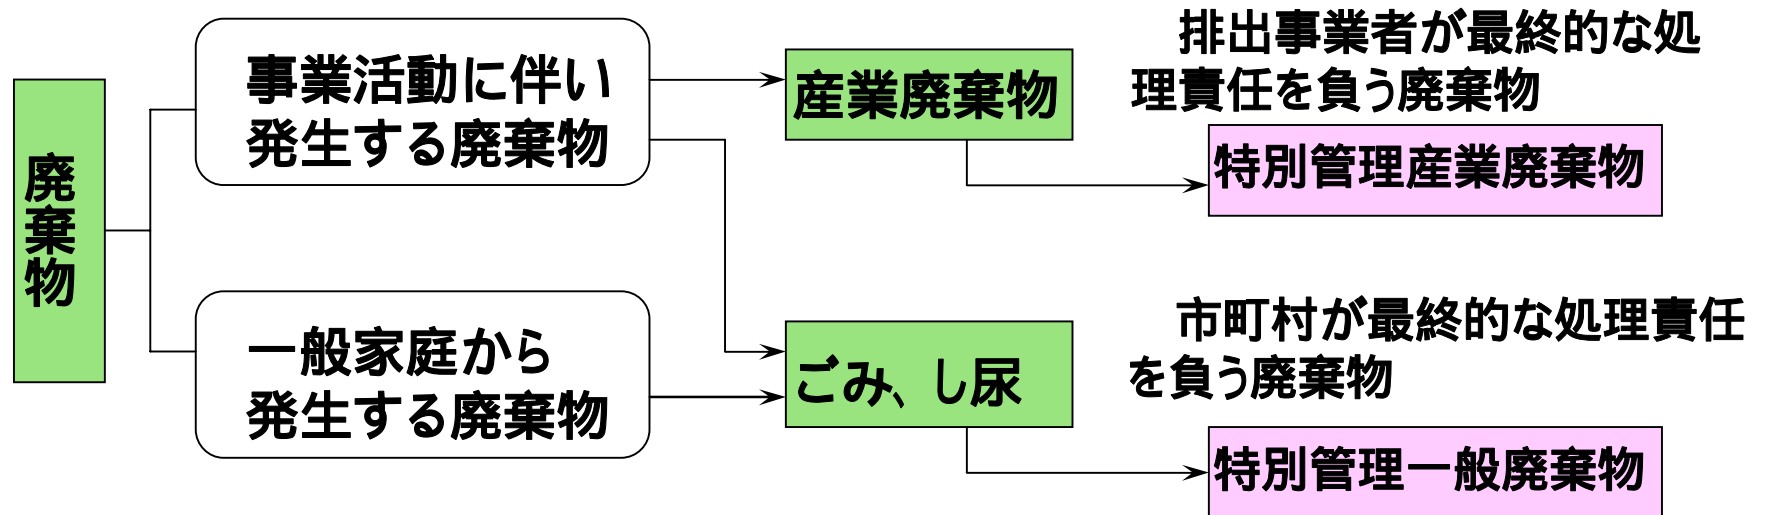 廃棄物
事業活動に伴い
発生する廃棄物
一般家庭から
発生する廃棄物
産業廃棄物
排出事業者が最終的な処
理責任を負う廃棄物
特別管理産業廃棄物
ごみ、し尿
市町村が最終的な処理責任
を負う廃棄物
特別管理一般廃棄物